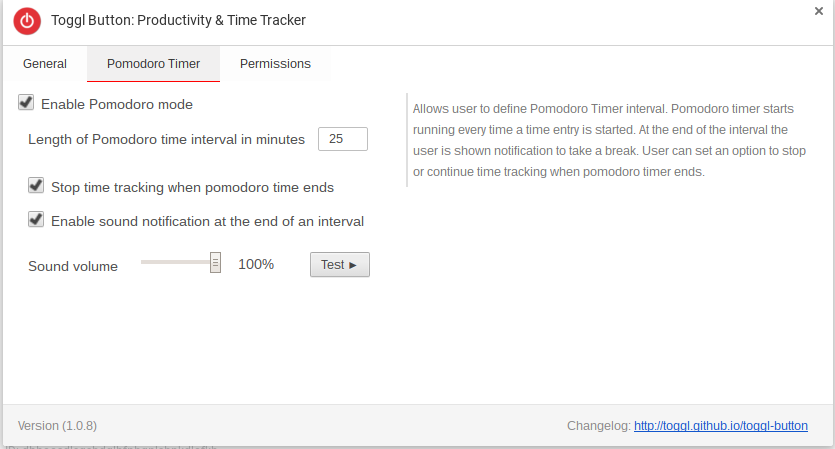 Toggl Button: Productivity & Time Tracker
General Pomodoro Timer Permissions
Enable Pomodoro mode
Length of Pomodoro time interval in minutes 25
Stop time tracking when pomodoro time ends
Enable sound notification at the end of an interval
Sound volume 100% Test ►
Allows user to define Pomodoro Timer interval. Pomodoro timer starts
running every time a time entry is started. At the end of the interval the
user is shown notification to take a break. User can set an option to stop
or continue time tracking when pomodoro timer ends.
Version (1.0.8) Changelog: http://toggl.github.io/toggl-button